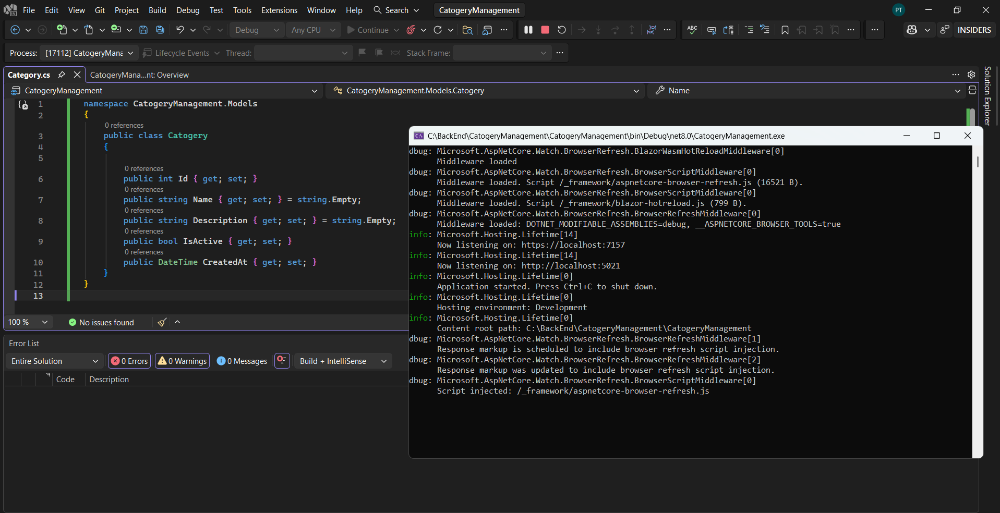 File Edit View Git Project Build Debug Test Tools Extensions Window Help Search CatogeryManagement PT
Debug Any CPU Continue ABC INSIDERS
Process: [17112] CatogeryMana Lifecycle Events Thread: Stack Frame:
Category.cs CatogeryMana...nt: Overview
CatogeryManagement CatogeryManagement.Models.Catogery Name
Solution Explorer
1 namespace CatogeryManagement.Models
2 {
0 references
3 public class Catogery
4 {
5
0 references
6 public int Id { get; set; }
0 references
7 public string Name { get; set; } = string.Empty;
0 references
8 public string Description { get; set; } = string.Empty;
0 references
9 public bool IsActive { get; set; }
0 references
10 public DateTime CreatedAt { get; set; }
11 }
12 }
13
100 % No issues found
Error List
Entire Solution 0 Errors 0 Warnings 0 Messages Build + IntelliSense
Code Description
C:\BackEnd\CatogeryManagement\CatogeryManagement\bin\Debug\net8.0\CatogeryManagement.exe
dbug: Microsoft.AspNetCore.Watch.BrowserRefresh.BlazorWasmHotReloadMiddleware[0]
Middleware loaded
dbug: Microsoft.AspNetCore.Watch.BrowserRefresh.BrowserScriptMiddleware[0]
Middleware loaded. Script /_framework/aspnetcore-browser-refresh.js (16521 B).
dbug: Microsoft.AspNetCore.Watch.BrowserRefresh.BrowserScriptMiddleware[0]
Middleware loaded. Script /_framework/blazor-hotreload.js (799 B).
dbug: Microsoft.AspNetCore.Watch.BrowserRefresh.BrowserRefreshMiddleware[0]
Middleware loaded: DOTNET_MODIFIABLE_ASSEMBLIES=debug, __ASPNETCORE_BROWSER_TOOLS=true
info: Microsoft.Hosting.Lifetime[14]
Now listening on: https://localhost:7157
info: Microsoft.Hosting.Lifetime[14]
Now listening on: http://localhost:5021
info: Microsoft.Hosting.Lifetime[0]
Application started. Press Ctrl+C to shut down.
info: Microsoft.Hosting.Lifetime[0]
Hosting environment: Development
info: Microsoft.Hosting.Lifetime[0]
Content root path: C:\BackEnd\CatogeryManagement\CatogeryManagement
dbug: Microsoft.AspNetCore.Watch.BrowserRefresh.BrowserRefreshMiddleware[1]
Response markup is scheduled to include browser refresh script injection.
dbug: Microsoft.AspNetCore.Watch.BrowserRefresh.BrowserRefreshMiddleware[2]
Response markup was updated to include browser refresh script injection.
dbug: Microsoft.AspNetCore.Watch.BrowserRefresh.BrowserScriptMiddleware[0]
Script injected: /_framework/aspnetcore-browser-refresh.js